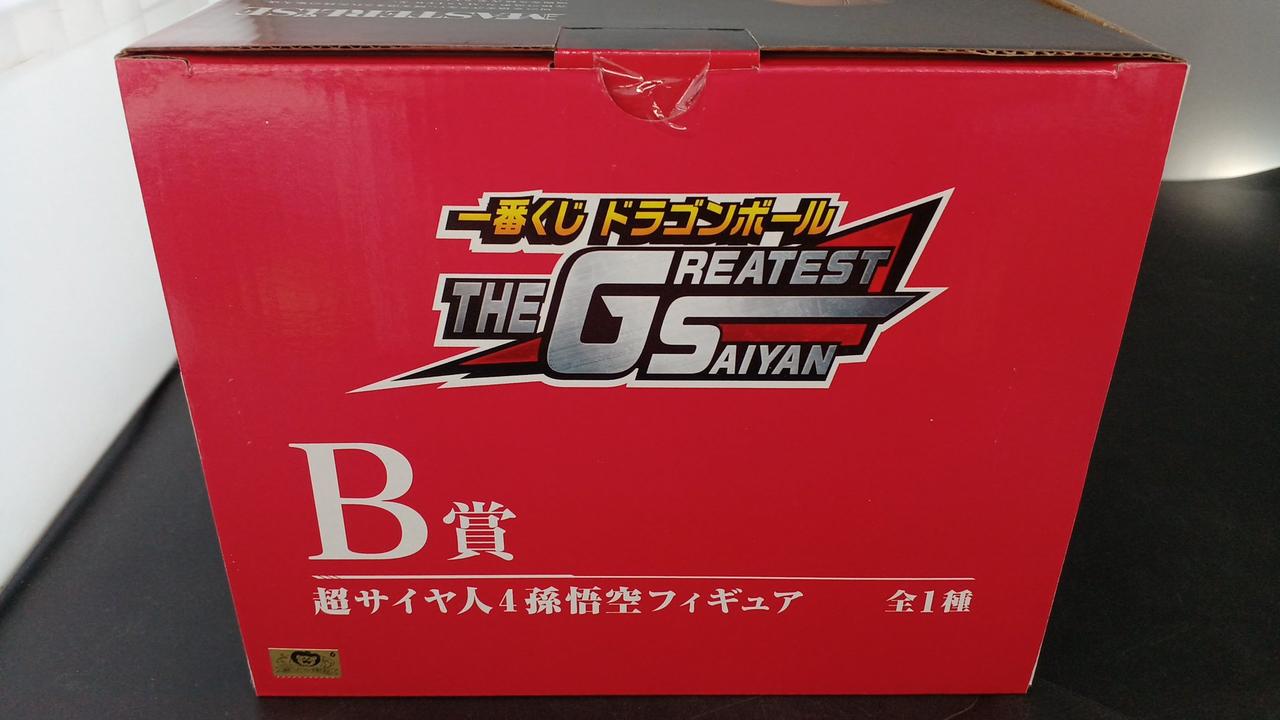 MASTERLISE
一番くじ ドラゴンボール
THE GREATEST SAIYAN
B賞
超サイヤ人4孫悟空フィギュア 全1種